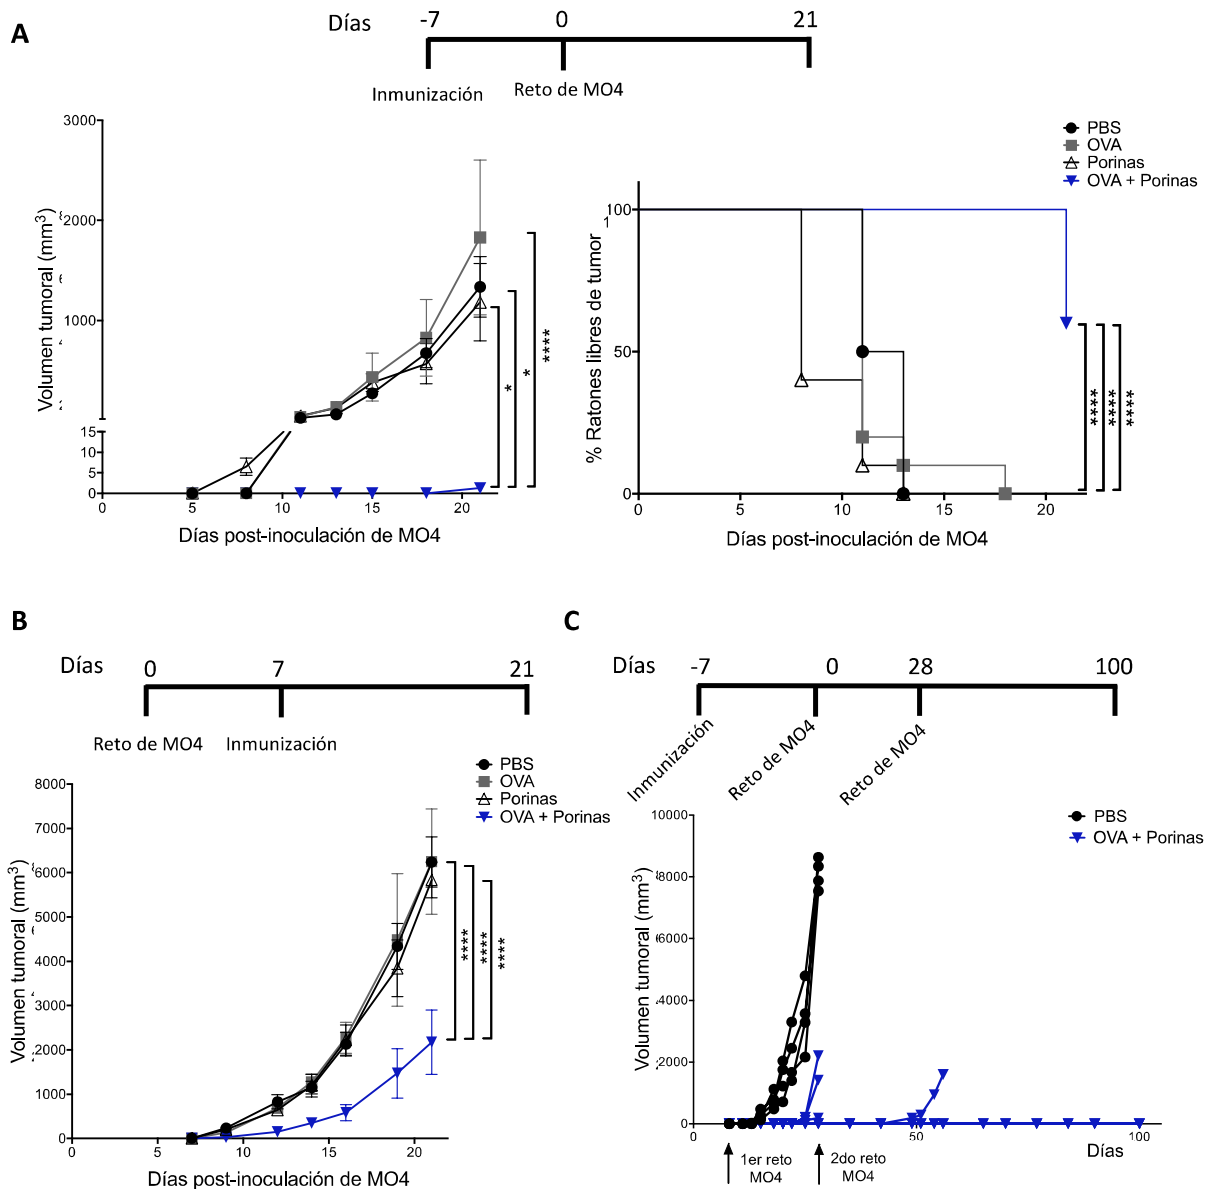 A
Días -7 0 21
Inmunización Reto de MO4
PBS
OVA
Porinas
OVA + Porinas
Volumen tumoral (mm3)
3000
2000
1000
15
10
5
0
0 5 10 15 20
Días post-inoculación de MO4
*
*
****
% Ratones libres de tumor
100
50
0
0 5 10 15 20
Días post-inoculación de MO4
****
****
****
B
Días 0 7 21
Reto de MO4 Inmunización
PBS
OVA
Porinas
OVA + Porinas
Volumen tumoral (mm3)
8000
7000
6000
5000
4000
3000
2000
1000
0
0 5 10 15 20
Días post-inoculación de MO4
****
****
****
C
Días -7 0 28 100
Inmunización
Reto de MO4
Reto de MO4
PBS
OVA + Porinas
Volumen tumoral (mm3)
10000
8000
6000
4000
2000
0
0 50 100
Días
1er reto
MO4
2do reto
MO4